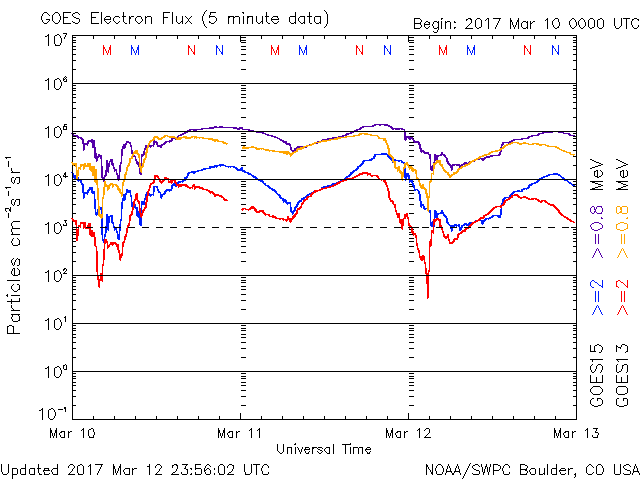 GOES Electron Flux (5 minute data)
Begin: 2017 Mar 10 0000 UTC
M M M M M M
N N N N N N
10⁷
10⁶
10⁵
10⁴
10³
10²
10¹
10⁰
10⁻¹
Particles cm⁻²s⁻¹sr⁻¹
Mar 10 Mar 11 Mar 12 Mar 13
Universal Time
GOES15 >=2 >=0.8 MeV
GOES13 >=2 >=0.8 MeV
Updated 2017 Mar 12 23:56:02 UTC
NOAA/SWPC Boulder, CO USA